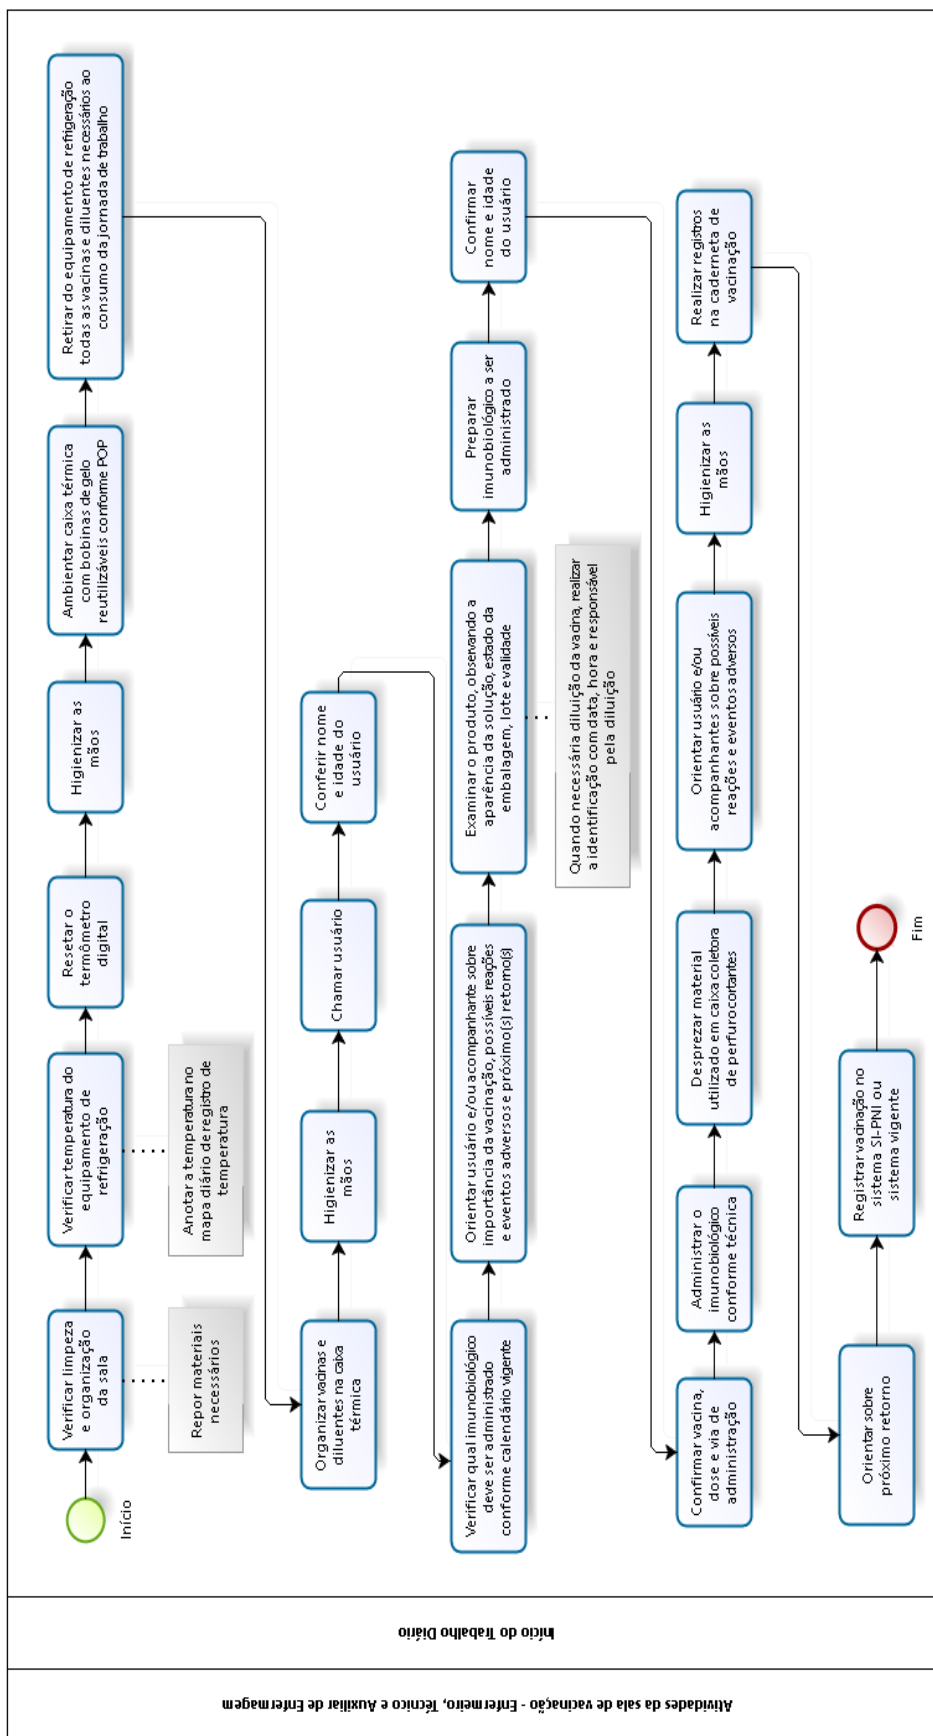 Atividades da sala de vacinação - Enfermeiro, Técnico e Auxiliar de Enfermagem
Início do Trabalho Diário
Início
Verificar limpeza
e organização
da sala
Repor materiais
necessários
Verificar temperatura do
equipamento de
refrigeração
Anotar a temperatura no
mapa diário de registro de
temperatura
Resetar o
termômetro
digital
Higienizar as
mãos
Ambientar caixa térmica
com bobinas de gelo
reutilizáveis conforme POP
Retirar do equipamento de refrigeração
todas as vacinas e diluentes necessários ao
consumo da jornada de trabalho
Organizar vacinas e
diluentes na caixa
térmica
Higienizar as
mãos
Chamar usuário
Conferir nome
e idade do
usuário
Verificar qual imunobiológico
deve ser administrado
conforme calendário vigente
Orientar usuário e/ou acompanhante sobre
importância da vacinação, possíveis reações
e eventos adversos e próximo(s) retorno(s)
Examinar o produto, observando a
aparência da solução, estado da
embalagem, lote e validade
Quando necessária diluição da vacina, realizar
a identificação com data, hora e responsável
pela diluição
Preparar
imunobiológico a ser
administrado
Confirmar
nome e idade
do usuário
Confirmar vacina,
dose e via de
administração
Administrar o
imunobiológico
conforme técnica
Desprezar material
utilizado em caixa coletora
de perfurocortantes
Orientar usuário e/ou
acompanhantes sobre possíveis
reações e eventos adversos
Higienizar as
mãos
Realizar registros
na caderneta de
vacinação
Orientar sobre
próximo retorno
Registrar vacinação no
sistema SI-PNI ou
sistema vigente
Fim